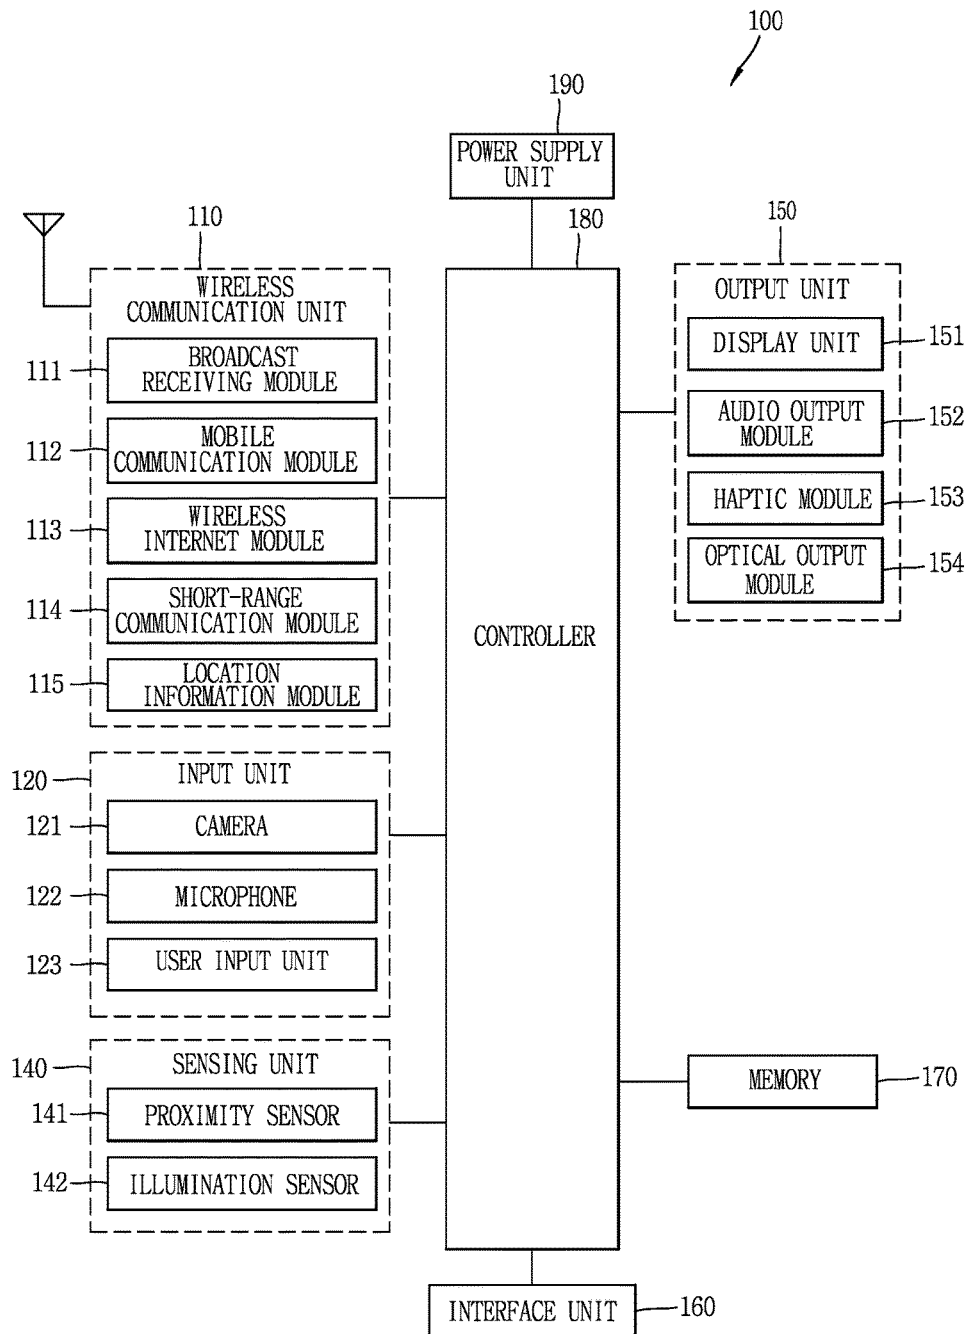 100
190
POWER SUPPLY
UNIT
110
180
150
WIRELESS
COMMUNICATION UNIT
111
BROADCAST
RECEIVING MODULE
112
MOBILE
COMMUNICATION MODULE
113
WIRELESS
INTERNET MODULE
114
SHORT-RANGE
COMMUNICATION MODULE
115
LOCATION
INFORMATION MODULE
120
INPUT UNIT
121
CAMERA
122
MICROPHONE
123
USER INPUT UNIT
140
SENSING UNIT
141
PROXIMITY SENSOR
142
ILLUMINATION SENSOR
CONTROLLER
OUTPUT UNIT
DISPLAY UNIT
151
AUDIO OUTPUT
MODULE
152
HAPTIC MODULE
153
OPTICAL OUTPUT
MODULE
154
MEMORY
170
INTERFACE UNIT
160